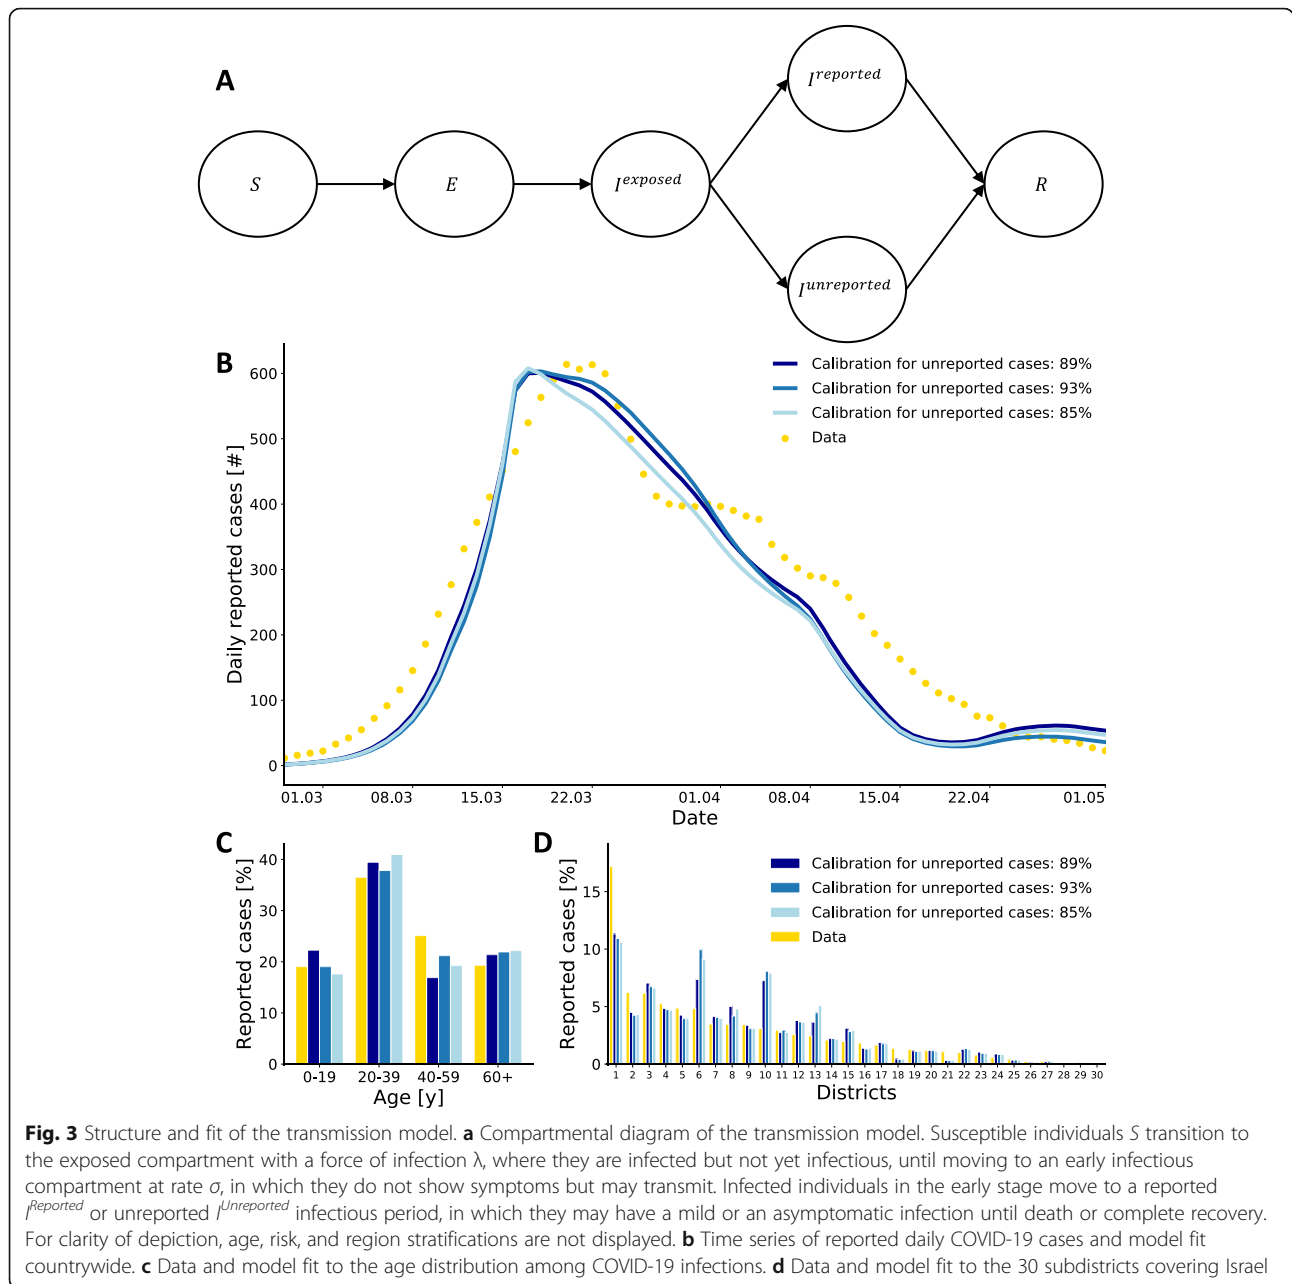 A
S
E
I^exposed
I^reported
I^unreported
R
B
Daily reported cases [#]
600
500
400
300
200
100
0
Calibration for unreported cases: 89%
Calibration for unreported cases: 93%
Calibration for unreported cases: 85%
Data
01.03 08.03 15.03 22.03 01.04 08.04 15.04 22.04 01.05
Date
C
Reported cases [%]
40
30
20
10
0
0-19 20-39 40-59 60+
Age [y]
D
Reported cases [%]
15
10
5
0
Calibration for unreported cases: 89%
Calibration for unreported cases: 93%
Calibration for unreported cases: 85%
Data
1 2 3 4 5 6 7 8 9 10 11 12 13 14 15 16 17 18 19 20 21 22 23 24 25 26 27 28 29 30
Districts
Fig. 3 Structure and fit of the transmission model. a Compartmental diagram of the transmission model. Susceptible individuals S transition to
the exposed compartment with a force of infection λ, where they are infected but not yet infectious, until moving to an early infectious
compartment at rate σ, in which they do not show symptoms but may transmit. Infected individuals in the early stage move to a reported
I^Reported or unreported I^Unreported infectious period, in which they may have a mild or an asymptomatic infection until death or complete recovery.
For clarity of depiction, age, risk, and region stratifications are not displayed. b Time series of reported daily COVID-19 cases and model fit
countrywide. c Data and model fit to the age distribution among COVID-19 infections. d Data and model fit to the 30 subdistricts covering Israel